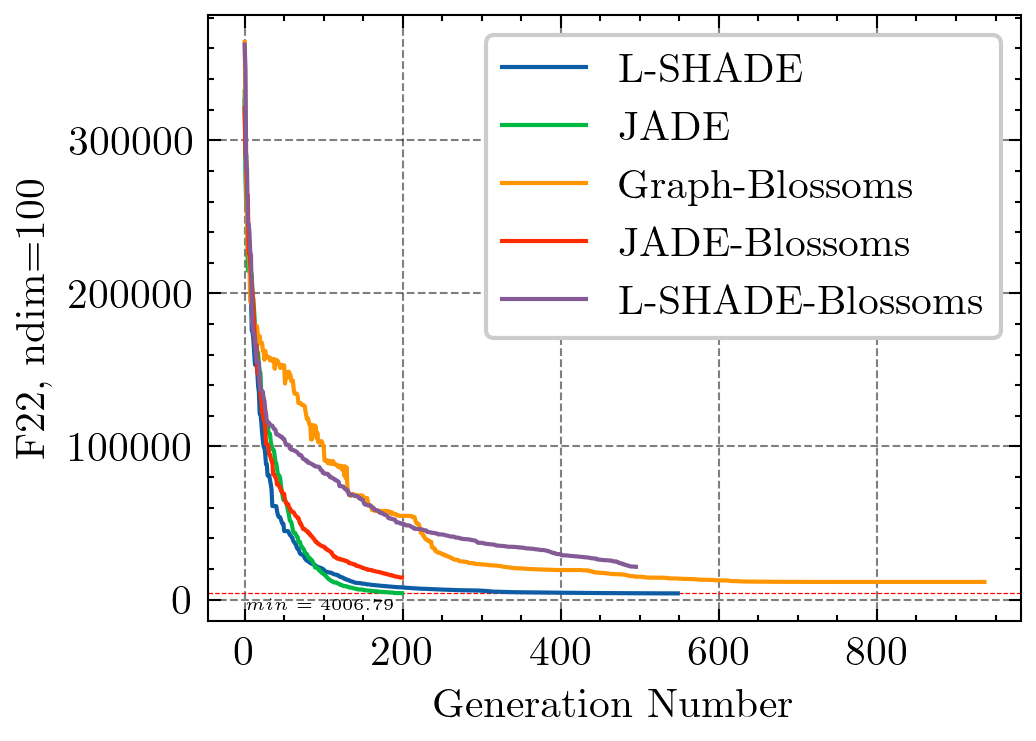 L-SHADE
JADE
Graph-Blossoms
JADE-Blossoms
L-SHADE-Blossoms
F22, ndim=100
300000
200000
100000
0
min = 4006.79
0 200 400 600 800
Generation Number